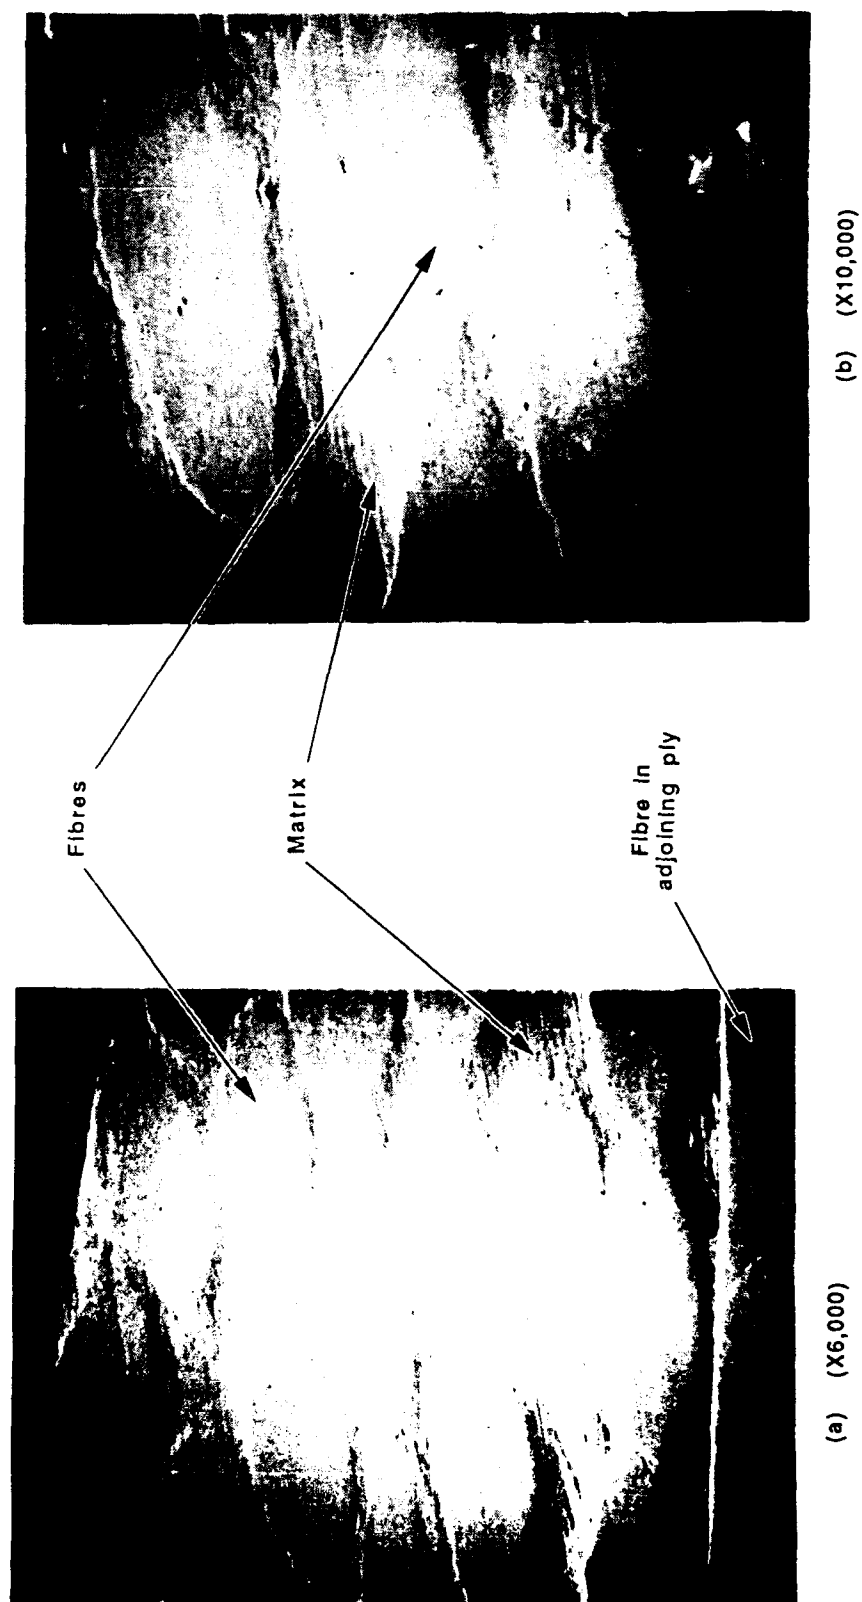 Fibres
Matrix
Fibre in
adjoining ply
(a) (X6,000)
(b) (X10,000)